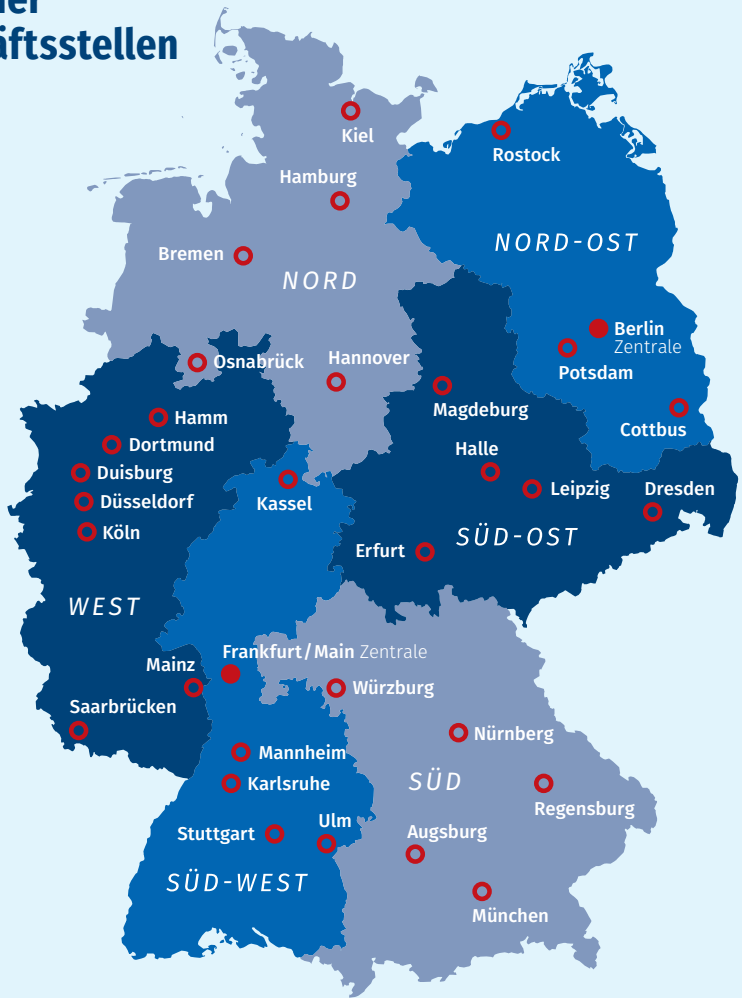 äftsstellen
Kiel
Rostock
Hamburg
NORD-OST
Bremen
NORD
Berlin
Zentrale
Osnabrück
Hannover
Potsdam
Magdeburg
Hamm
Cottbus
Dortmund
Halle
Duisburg
Leipzig
Dresden
Düsseldorf
Kassel
Köln
SÜD-OST
Erfurt
WEST
Frankfurt/Main Zentrale
Mainz
Würzburg
Saarbrücken
Nürnberg
Mannheim
SÜD
Karlsruhe
Regensburg
Ulm
Stuttgart
Augsburg
SÜD-WEST
München